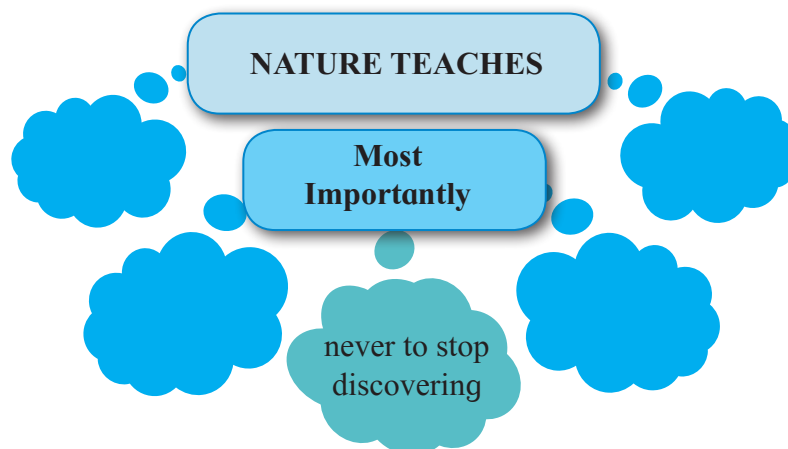 NATURE TEACHES
Most
Importantly
never to stop
discovering